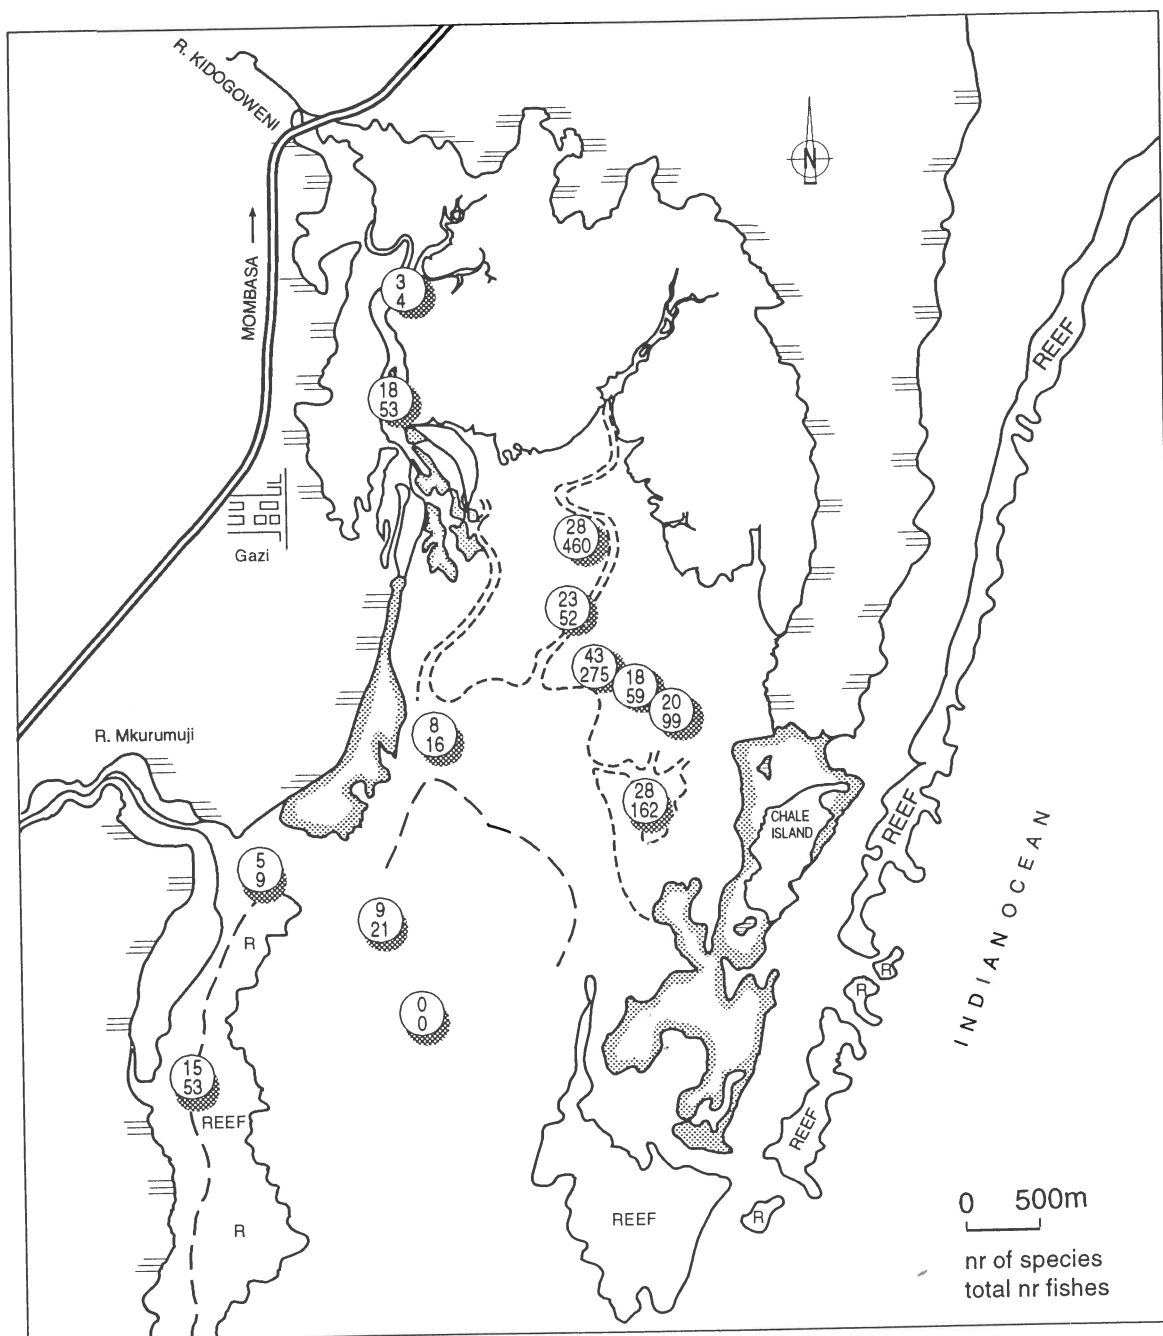 R. KIDOGOWENI
N
MOMBASA
3
4
REEF
18
53
28
460
Gazi
23
52
43
275
18
59
20
99
R. Mkurumuji
8
16
28
162
CHALE
ISLAND
REEF
INDIAN OCEAN
5
9
9
21
R
R
R
0
0
15
53
REEF
REEF
REEF
R
R
0 500m
nr of species
total nr fishes